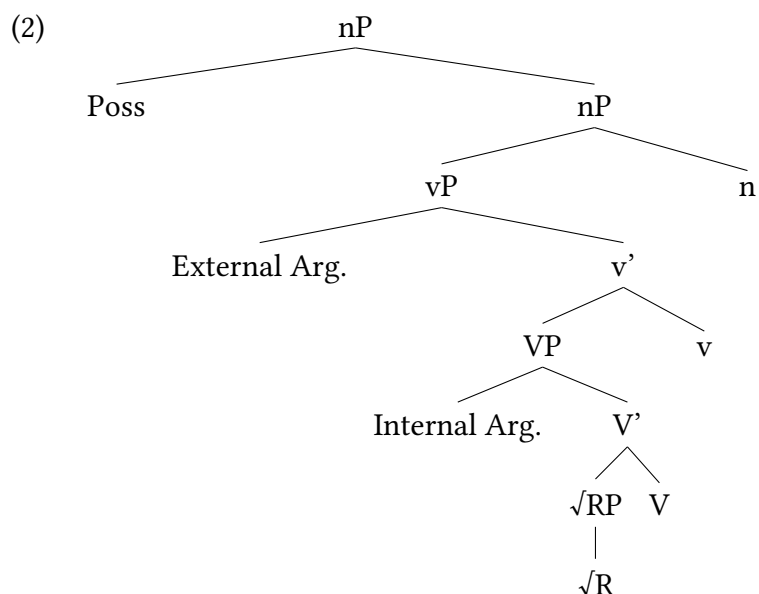 (2) nP
Poss nP
vP n
External Arg. v’
VP v
Internal Arg. V’
√RP V
√R